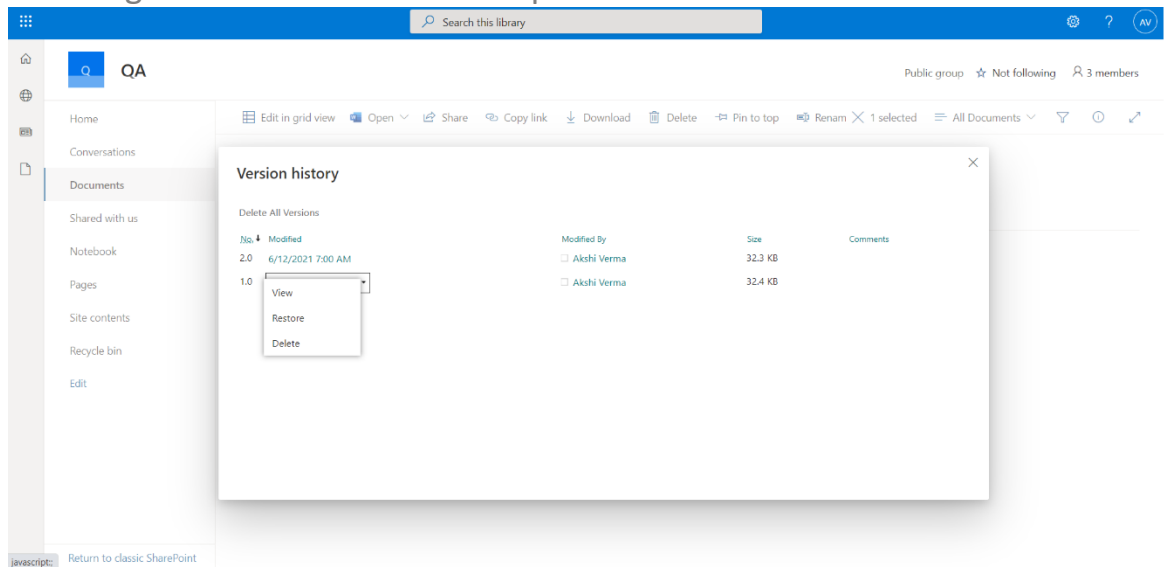 Search this library
? AV
Q QA
Public group Not following 3 members
Home
Edit in grid view Open Share Copy link Download Delete Pin to top Renam 1 selected All Documents
Conversations
Version history
Documents
Delete All Versions
Shared with us
No. Modified Modified By Size Comments
Notebook
2.0 6/12/2021 7:00 AM Akshi Verma 32.3 KB
1.0 Akshi Verma 32.4 KB
Pages
View
Site contents
Restore
Recycle bin
Delete
Edit
Return to classic SharePoint
javascript:;